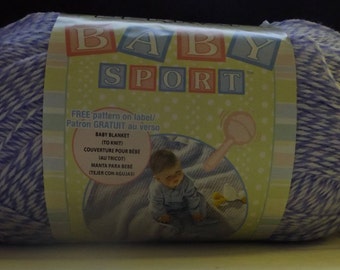 BABY
SPORT
FREE pattern on label/
Patron GRATUIT au verso
BABY BLANKET
(TO KNIT)
COUVERTURE POUR BÉBÉ
(AU TRICOT)
MANTA PARA BEBÉ
(TEJER CON AGUJAS)